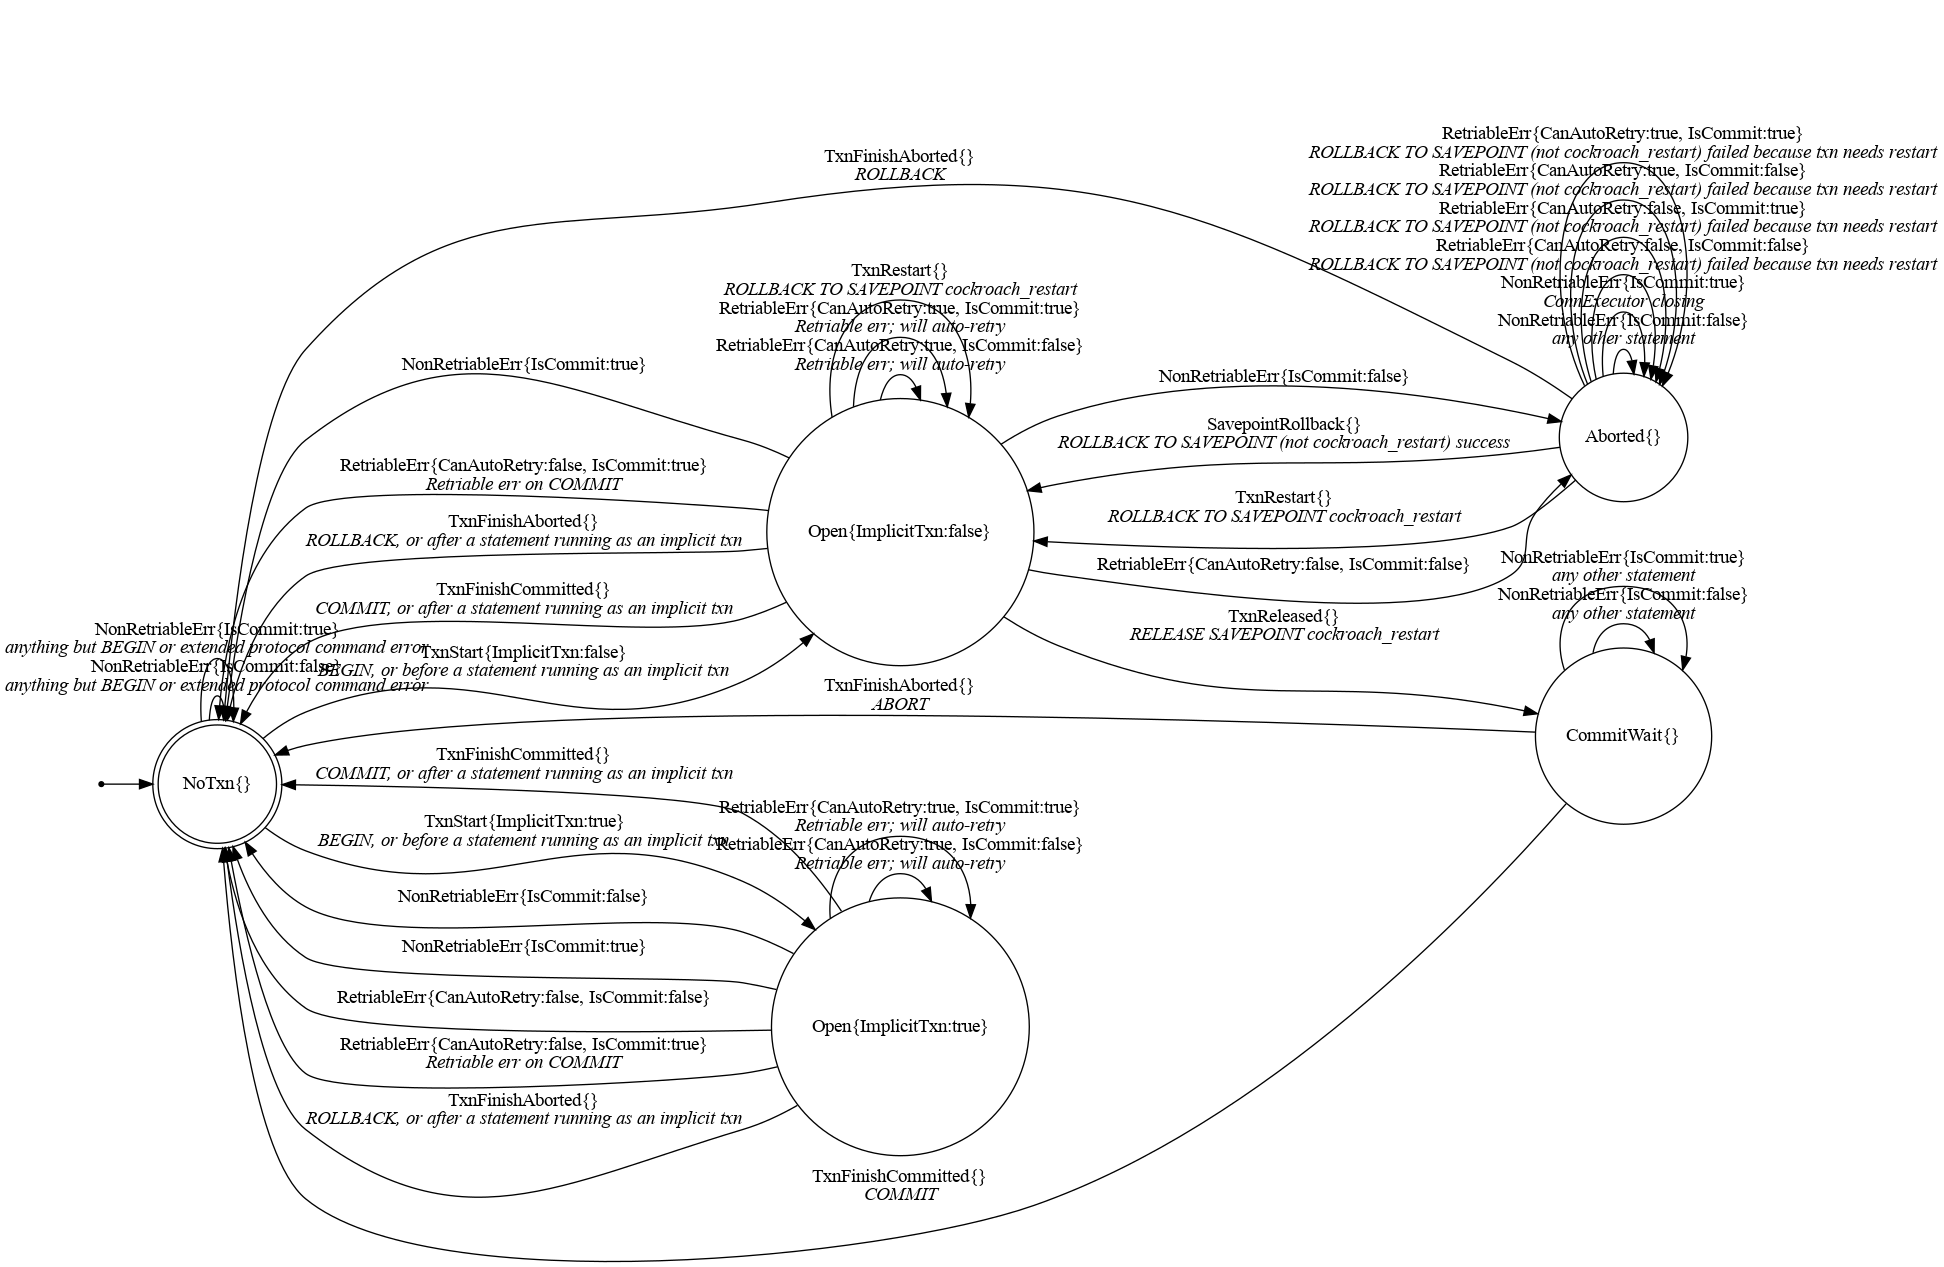 TxnFinishAborted{}
ROLLBACK
RetriableErr{CanAutoRetry:true, IsCommit:true}
ROLLBACK TO SAVEPOINT (not cockroach_restart) failed because txn needs restart
RetriableErr{CanAutoRetry:true, IsCommit:false}
ROLLBACK TO SAVEPOINT (not cockroach_restart) failed because txn needs restart
RetriableErr{CanAutoRetry:false, IsCommit:true}
ROLLBACK TO SAVEPOINT (not cockroach_restart) failed because txn needs restart
RetriableErr{CanAutoRetry:false, IsCommit:false}
ROLLBACK TO SAVEPOINT (not cockroach_restart) failed because txn needs restart
NonRetriableErr{IsCommit:true}
ConnExecutor closing
NonRetriableErr{IsCommit:false}
any other statement
TxnRestart{}
ROLLBACK TO SAVEPOINT cockroach_restart
RetriableErr{CanAutoRetry:true, IsCommit:true}
Retriable err; will auto-retry
RetriableErr{CanAutoRetry:true, IsCommit:false}
Retriable err; will auto-retry
NonRetriableErr{IsCommit:true}
NonRetriableErr{IsCommit:false}
SavepointRollback{}
ROLLBACK TO SAVEPOINT (not cockroach_restart) success
Aborted{}
RetriableErr{CanAutoRetry:false, IsCommit:true}
Retriable err on COMMIT
TxnRestart{}
ROLLBACK TO SAVEPOINT cockroach_restart
TxnFinishAborted{}
ROLLBACK, or after a statement running as an implicit txn
Open{ImplicitTxn:false}
RetriableErr{CanAutoRetry:false, IsCommit:false}
NonRetriableErr{IsCommit:true}
any other statement
NonRetriableErr{IsCommit:false}
any other statement
TxnFinishCommitted{}
COMMIT, or after a statement running as an implicit txn
TxnReleased{}
RELEASE SAVEPOINT cockroach_restart
NonRetriableErr{IsCommit:true}
anything but BEGIN or extended protocol command error
NonRetriableErr{IsCommit:false}
anything but BEGIN or extended protocol command error
TxnStart{ImplicitTxn:false}
BEGIN, or before a statement running as an implicit txn
TxnFinishAborted{}
ABORT
CommitWait{}
NoTxn{}
TxnFinishCommitted{}
COMMIT, or after a statement running as an implicit txn
TxnStart{ImplicitTxn:true}
BEGIN, or before a statement running as an implicit txn
RetriableErr{CanAutoRetry:true, IsCommit:true}
Retriable err; will auto-retry
RetriableErr{CanAutoRetry:true, IsCommit:false}
Retriable err; will auto-retry
NonRetriableErr{IsCommit:false}
NonRetriableErr{IsCommit:true}
RetriableErr{CanAutoRetry:false, IsCommit:false}
Open{ImplicitTxn:true}
RetriableErr{CanAutoRetry:false, IsCommit:true}
Retriable err on COMMIT
TxnFinishAborted{}
ROLLBACK, or after a statement running as an implicit txn
TxnFinishCommitted{}
COMMIT